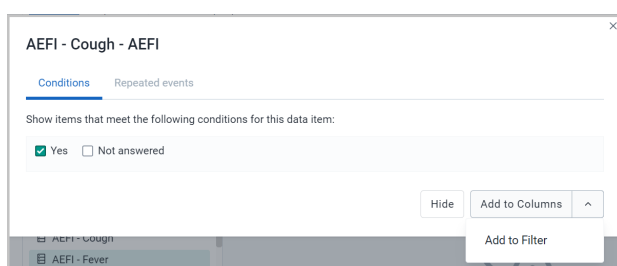 AEFI - Cough - AEFI
Conditions Repeated events
Show items that meet the following conditions for this data item:
Yes Not answered
Hide Add to Columns
Add to Filter
AEFI - Cough
AEFI - Fever